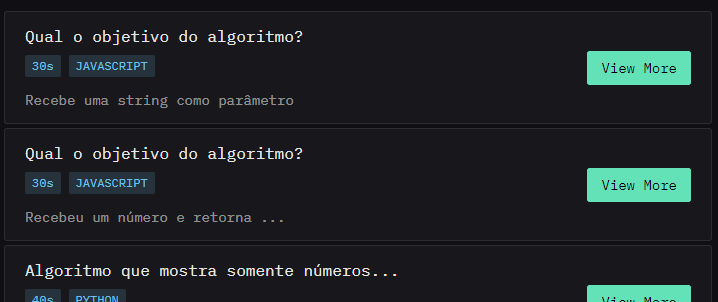 Qual o objetivo do algoritmo?
30s JAVASCRIPT
View More
Recebe uma string como parâmetro
Qual o objetivo do algoritmo?
30s JAVASCRIPT
View More
Recebeu um número e retorna ...
Algoritmo que mostra somente números...
40s PYTHON
View More